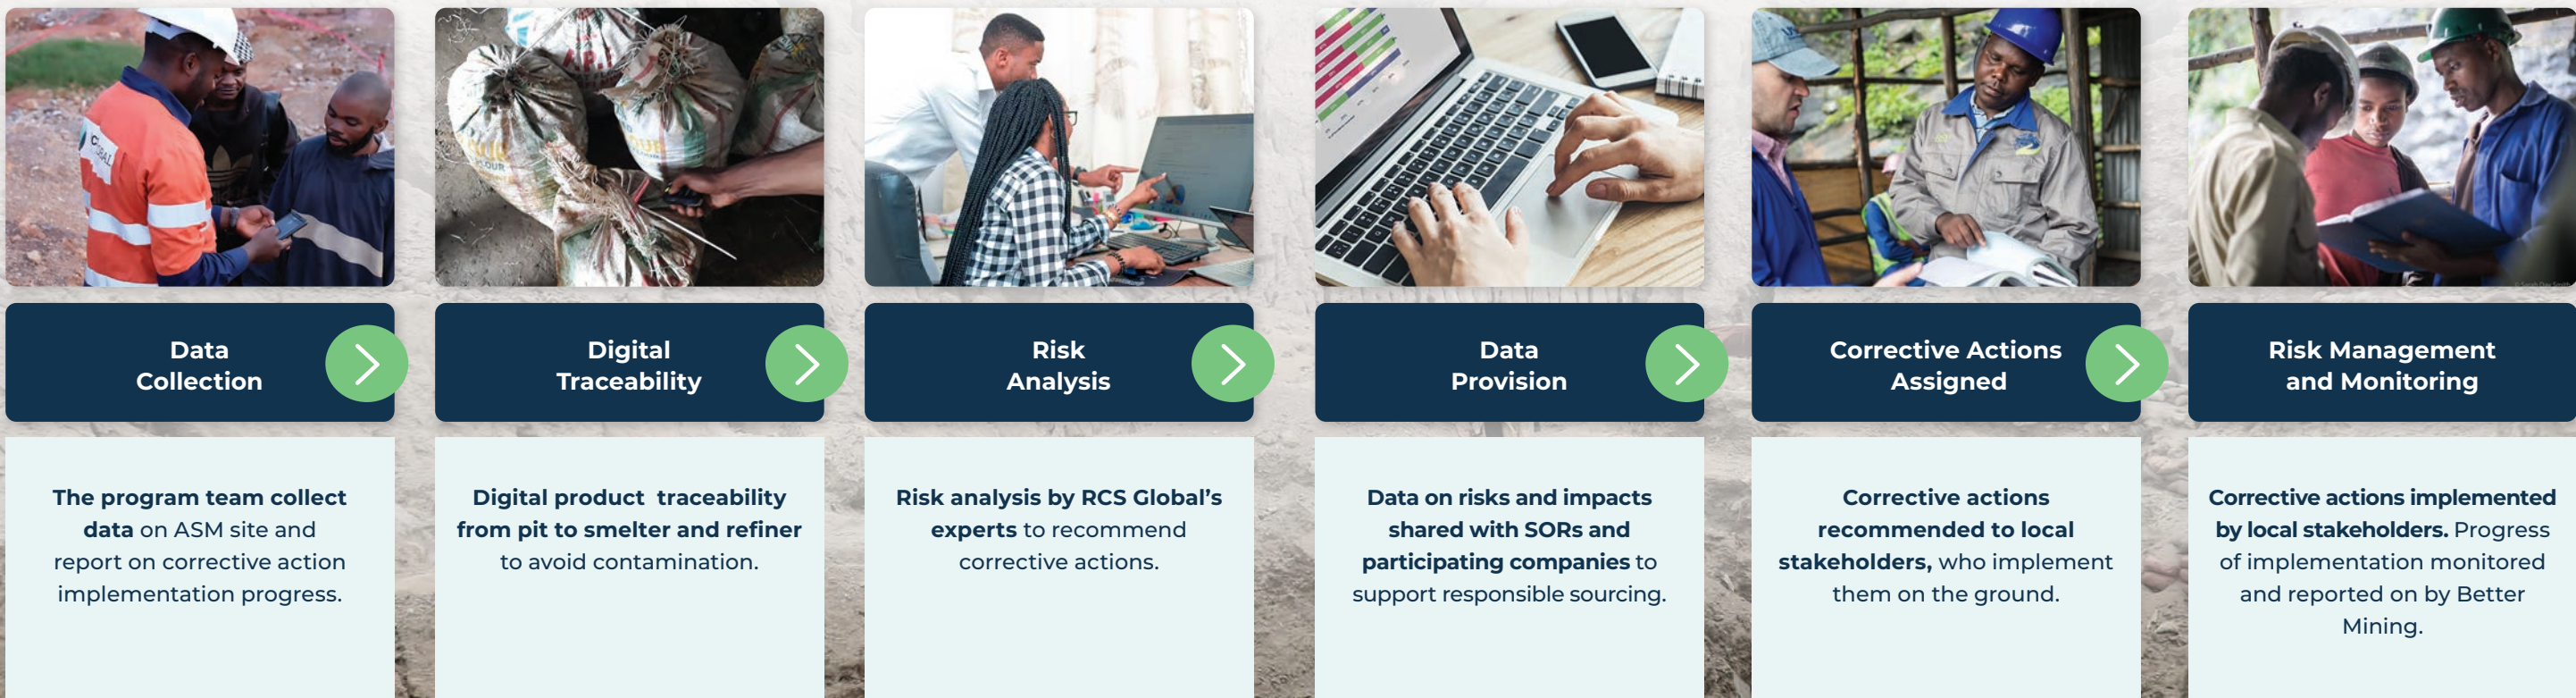 Data
Collection
Digital
Traceability
Risk
Analysis
Data
Provision
Corrective Actions
Assigned
Risk Management
and Monitoring
The program team collect
data on ASM site and
report on corrective action
implementation progress.
Digital product traceability
from pit to smelter and refiner
to avoid contamination.
Risk analysis by RCS Global’s
experts to recommend
corrective actions.
Data on risks and impacts
shared with SORs and
participating companies to
support responsible sourcing.
Corrective actions
recommended to local
stakeholders, who implement
them on the ground.
Corrective actions implemented
by local stakeholders. Progress
of implementation monitored
and reported on by Better
Mining.